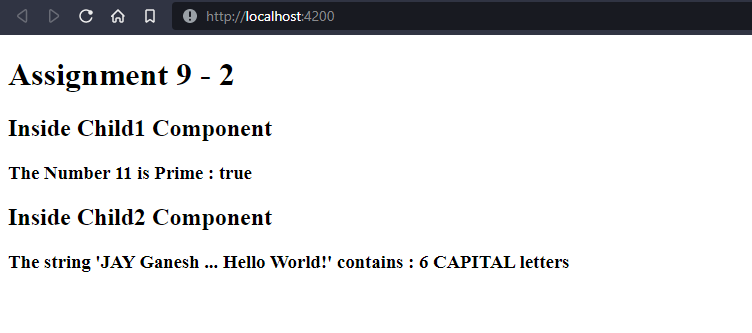 http://localhost:4200
Assignment 9 - 2
Inside Child1 Component
The Number 11 is Prime : true
Inside Child2 Component
The string 'JAY Ganesh ... Hello World!' contains : 6 CAPITAL letters